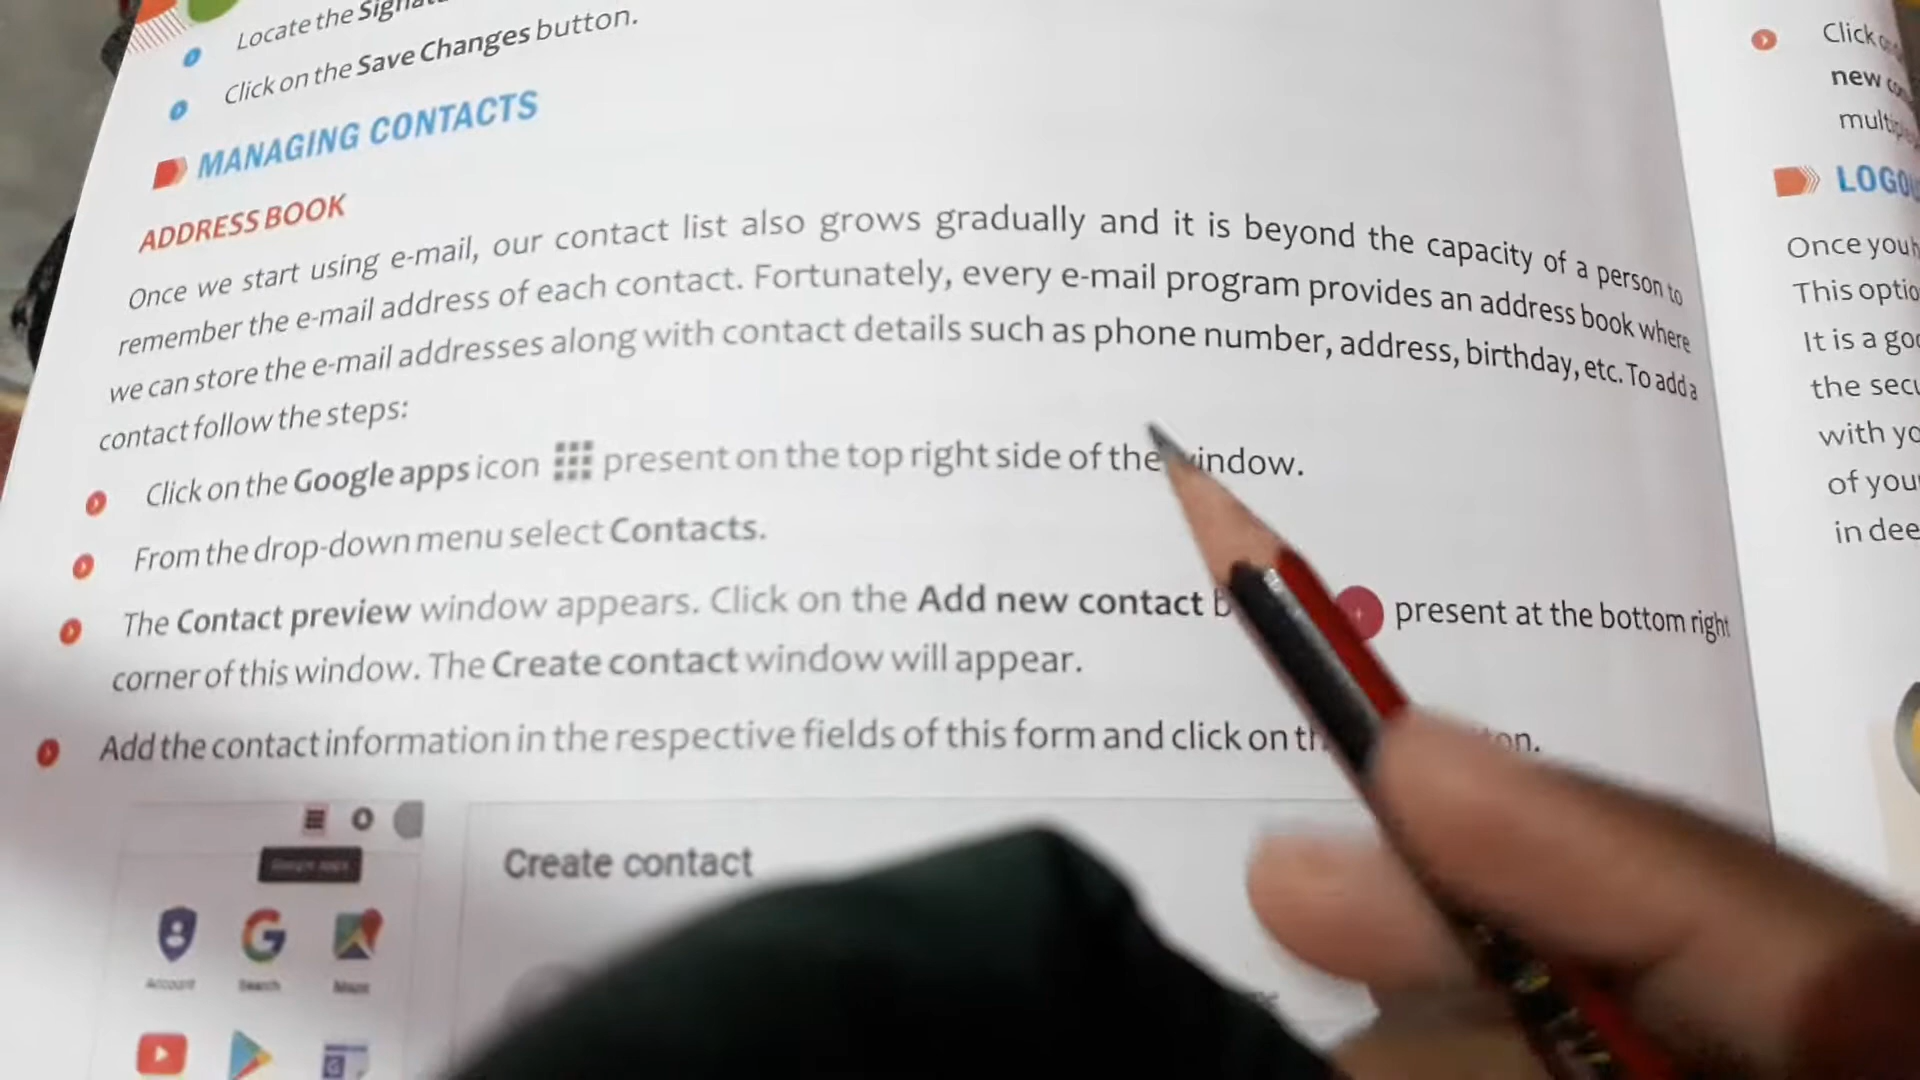 Locate the
Click on the Save Changes button.
MANAGING CONTACTS
ADDRESS BOOK
Once we start using e-mail, our contact list also grows gradually and it is beyond the capacity of a person to
remember the e-mail address of each contact. Fortunately, every e-mail program provides an address book where
we can store the e-mail addresses along with contact details such as phone number, address, birthday, etc. To add a
contact follow the steps:
Click on the Google apps icon present on the top right side of the window.
From the drop-down menu select Contacts.
The Contact preview window appears. Click on the Add new contact present at the bottom right
corner of this window. The Create contact window will appear.
Add the contact information in the respective fields of this form and click on
Google apps
Create contact
Account Search Maps
Click
new
Once you
This
It is a
the
with
of
in